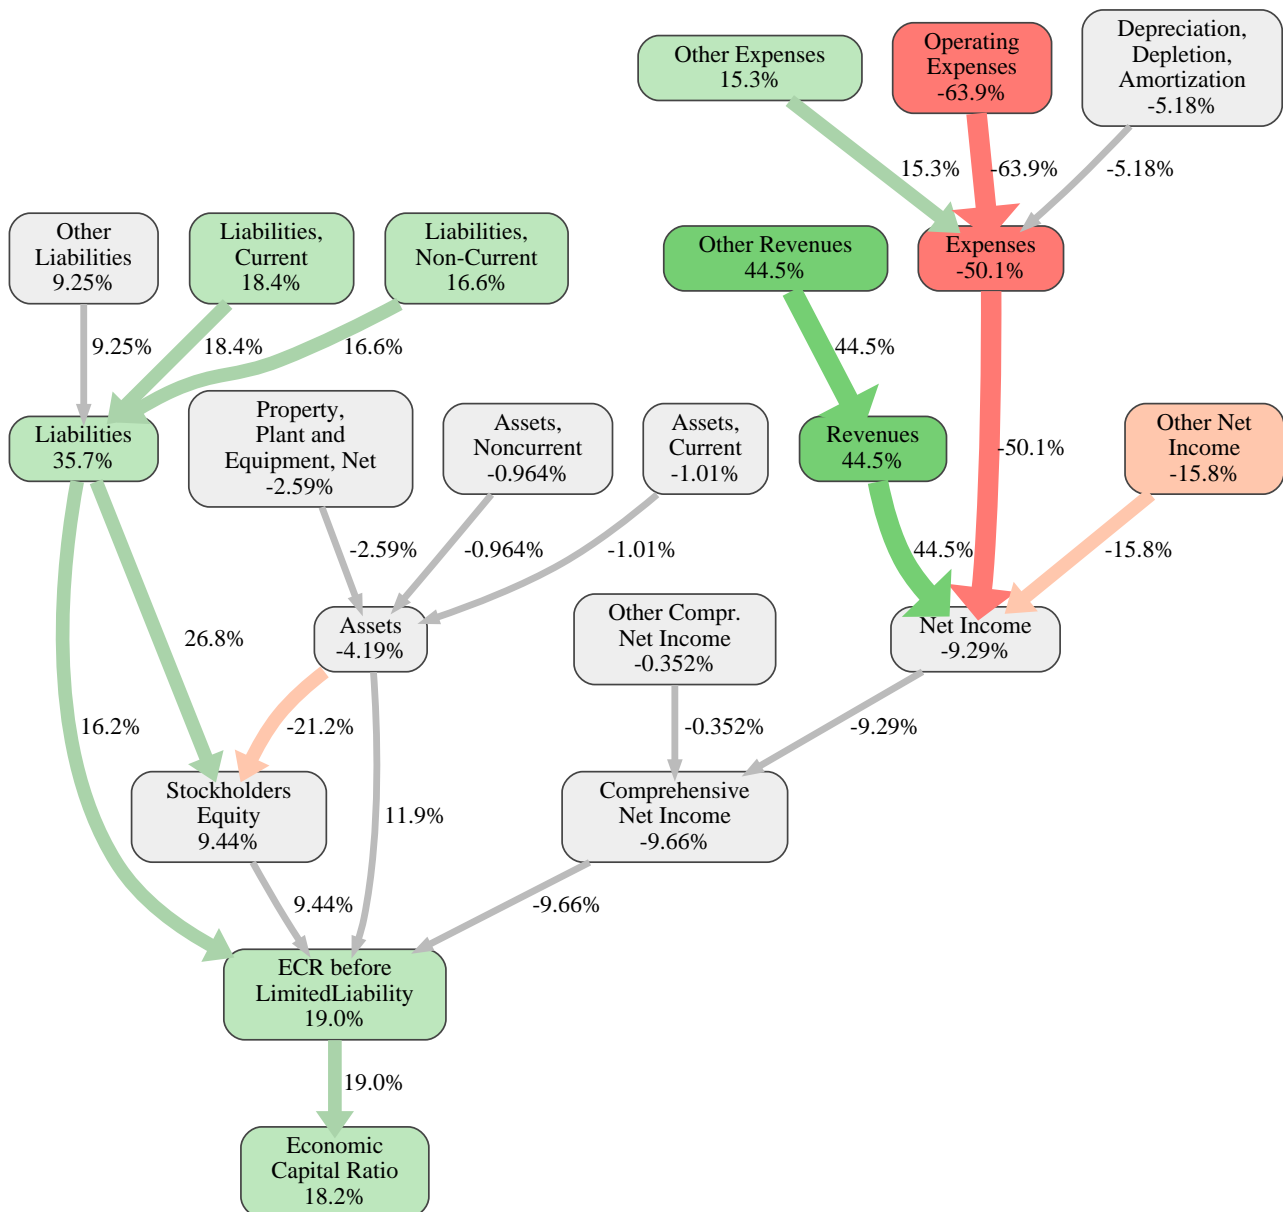 Other Expenses
15.3%
Operating
Expenses
-63.9%
Depreciation,
Depletion,
Amortization
-5.18%
15.3%
-63.9%
-5.18%
Other
Liabilities
9.25%
Liabilities,
Current
18.4%
Liabilities,
Non-Current
16.6%
Other Revenues
44.5%
Expenses
-50.1%
9.25%
18.4%
16.6%
44.5%
Liabilities
35.7%
Property,
Plant and
Equipment, Net
-2.59%
Assets,
Noncurrent
-0.964%
Assets,
Current
-1.01%
Revenues
44.5%
-50.1%
Other Net
Income
-15.8%
-2.59%
-0.964%
-1.01%
44.5%
-15.8%
26.8%
Assets
-4.19%
Other Compr.
Net Income
-0.352%
Net Income
-9.29%
16.2%
-21.2%
-0.352%
-9.29%
Stockholders
Equity
9.44%
11.9%
Comprehensive
Net Income
-9.66%
9.44%
-9.66%
ECR before
LimitedLiability
19.0%
19.0%
Economic
Capital Ratio
18.2%